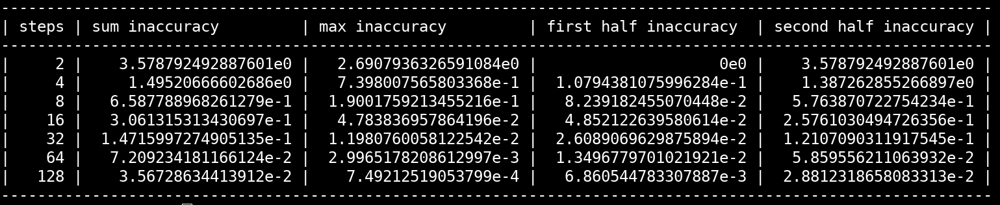 | steps | sum inaccuracy | max inaccuracy | first half inaccuracy | second half inaccuracy |
| 2 | 3.578792492887601e0 | 2.6907936326591084e0 | 0e0 | 3.578792492887601e0 |
| 4 | 1.49520666602686e0 | 7.398007565803368e-1 | 1.0794381075996284e-1 | 1.387262855266897e0 |
| 8 | 6.587788968261279e-1 | 1.9001759213455216e-1 | 8.239182455070448e-2 | 5.763870722754234e-1 |
| 16 | 3.061315313430697e-1 | 4.783836957864196e-2 | 4.852122639580614e-2 | 2.5761030494726356e-1 |
| 32 | 1.4715997274905135e-1 | 1.1980760058122542e-2 | 2.6089069629875894e-2 | 1.2107090311917545e-1 |
| 64 | 7.209234181166124e-2 | 2.9965178208612997e-3 | 1.3496779701021921e-2 | 5.859556211063932e-2 |
| 128 | 3.56728634413912e-2 | 7.49212519053799e-4 | 6.860544783307887e-3 | 2.8812318658083313e-2 |